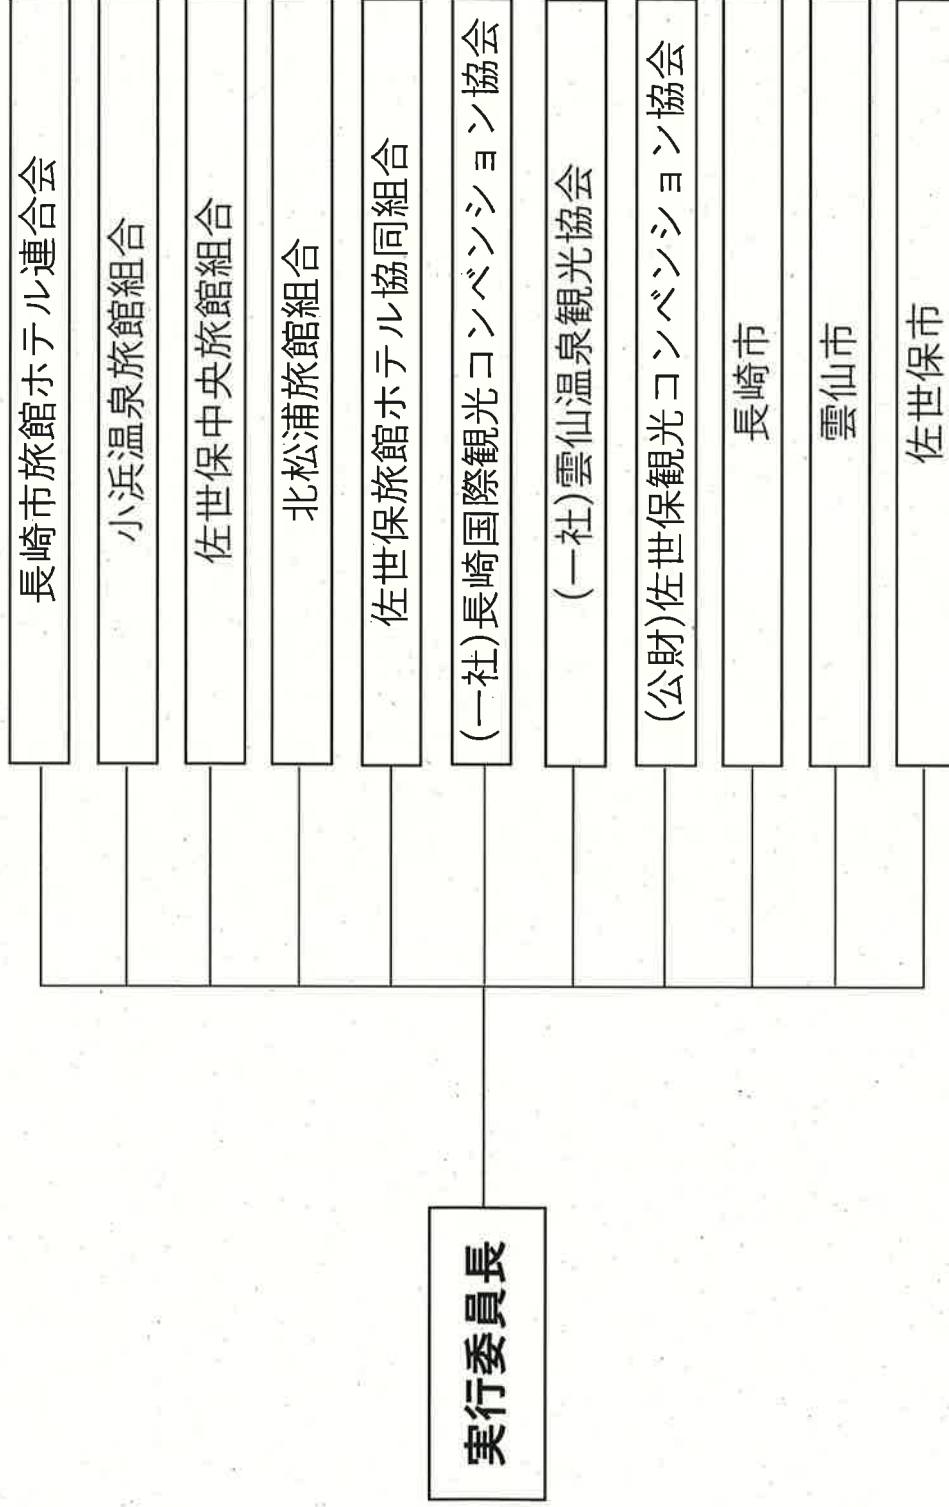 実行委員長
長崎市旅館ホテル連合会
小浜温泉旅館組合
佐世保中央旅館組合
北松浦旅館組合
佐世保旅館ホテル協同組合
(一社)長崎国際観光コンベンション協会
(一社)雲仙温泉観光協会
(公財)佐世保観光コンベンション協会
長崎市
雲仙市
佐世保市